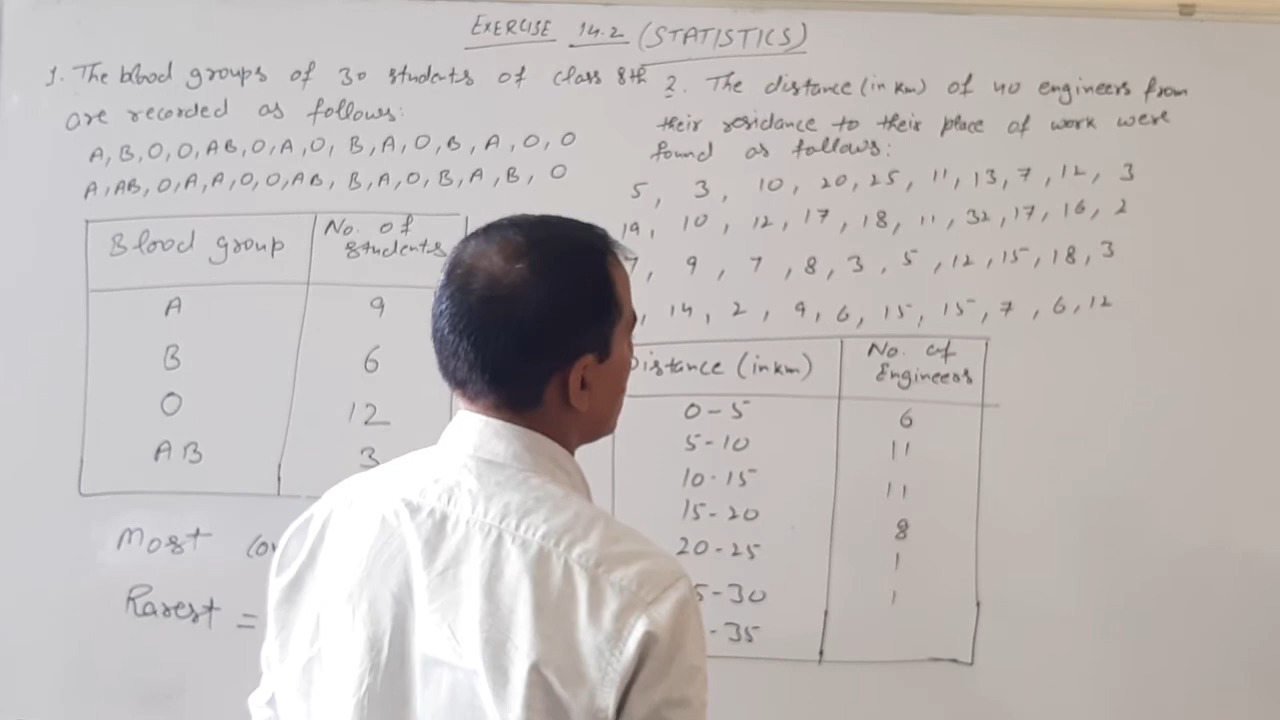 EXERCISE 14.2 (STATISTICS)
1. The blood groups of 30 students of class 8th
are recorded as follows:
A, B, O, O, AB, O, A, O, B, A, O, B, A, O, O
A, AB, O, A, A, O, O, AB, B, A, O, B, A, B, O
Blood group No. of students
A 9
B 6
O 12
AB 3
Most
Rarest =
2. The distance (in km) of 40 engineers from
their residance to their place of work were
found as follows:
5, 3, 10, 20, 25, 11, 13, 7, 12, 3
19, 10, 12, 17, 18, 11, 32, 17, 16, 2
7, 9, 7, 8, 3, 5, 12, 15, 18, 3
, 14, 2, 9, 6, 15, 15, 7, 6, 12
Distance (in km) No. of Engineers
0-5 6
5-10 11
10-15 11
15-20 8
20-25 1
5-30 1
-35